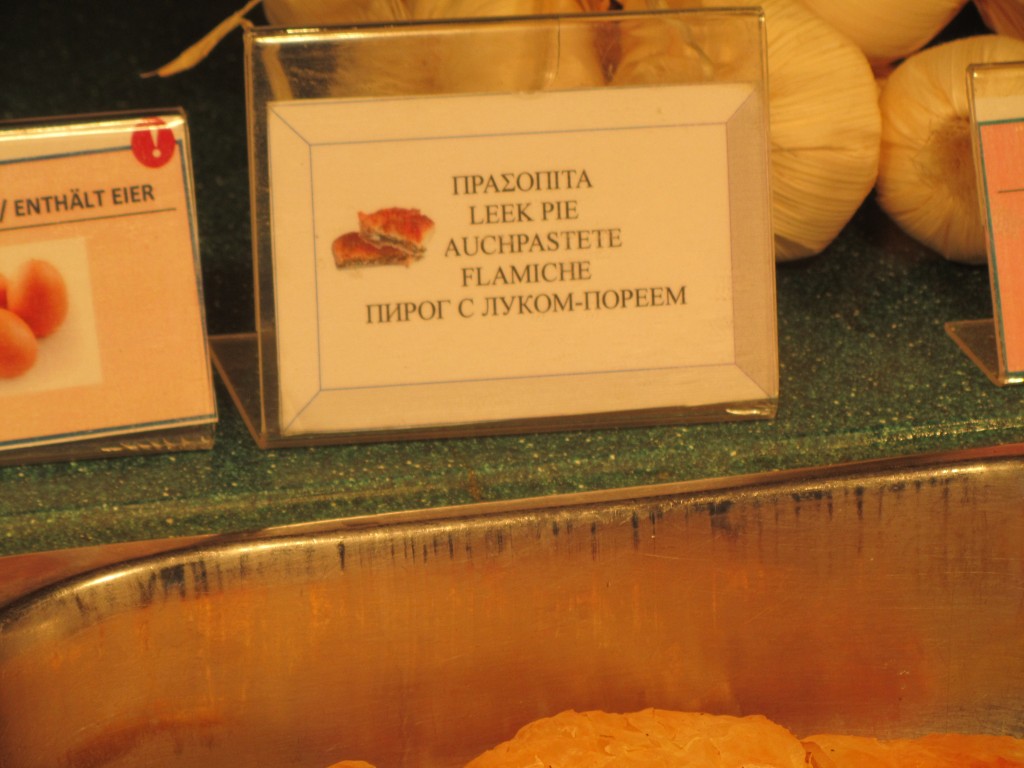 / ENTHÄLT EIER
ΠΡΑΣΟΠΙΤΑ
LEEK PIE
AUCHPASTETE
FLAMICHE
ПИРОГ С ЛУКОМ-ПОРЕЕМ